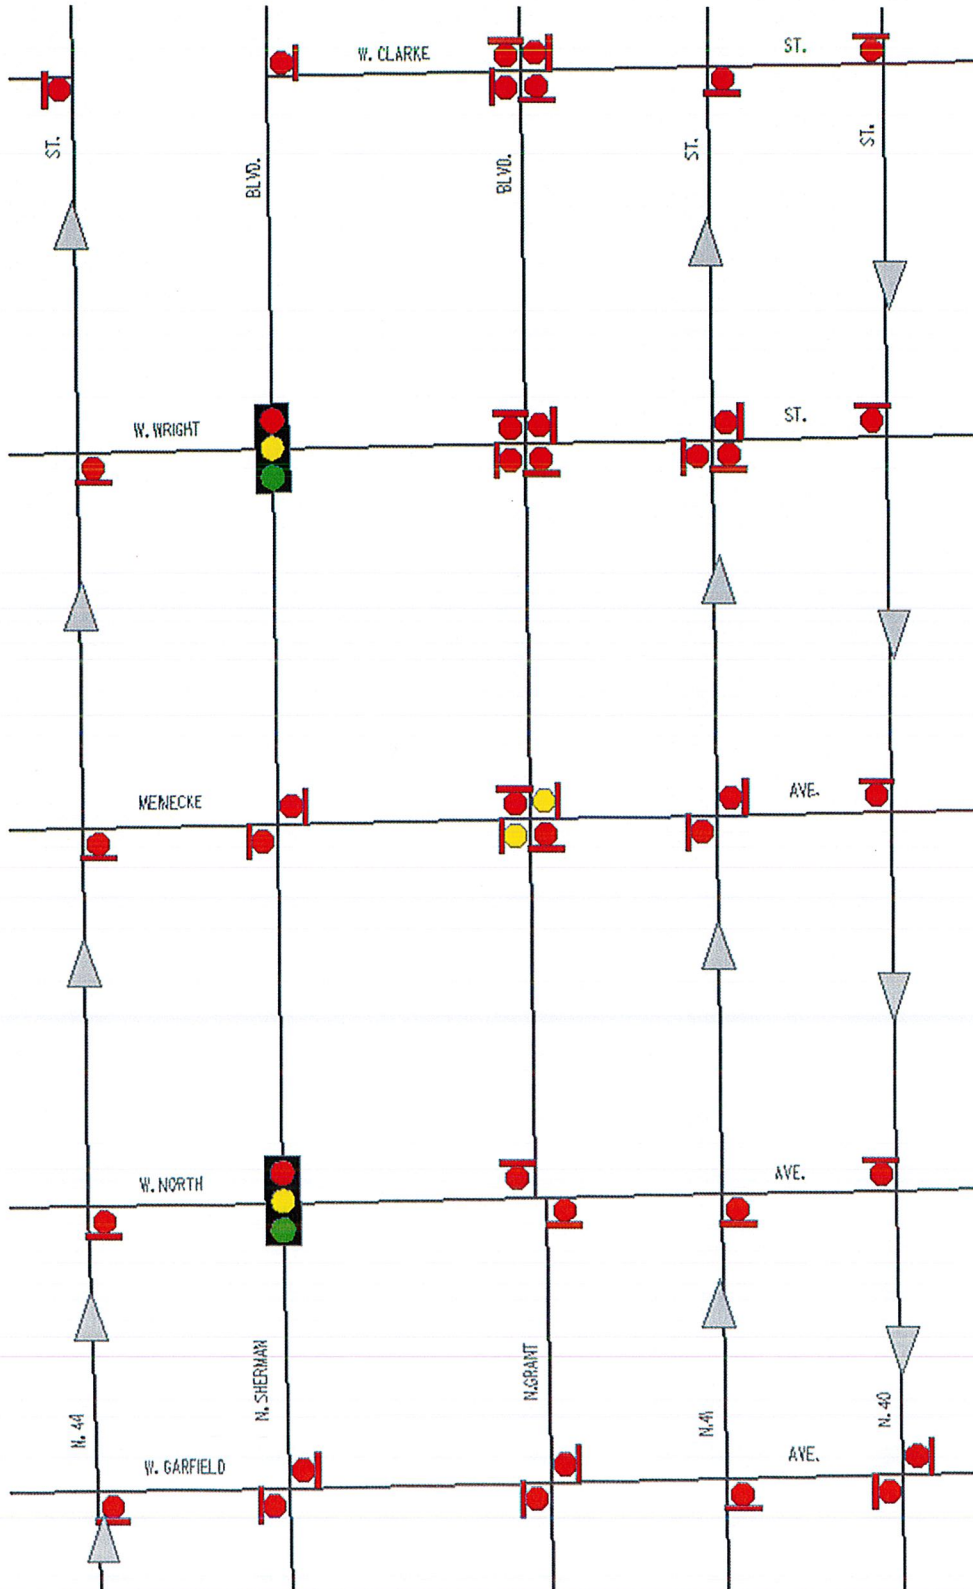 W. CLARKE
ST.
ST.
BLVD.
BLVD.
ST.
ST.
W. WRIGHT
ST.
MEINECKE
AVE.
W. NORTH
AVE.
N. 44
N. SHERMAN
N.GRANT
N.41
N. 40
W. GARFIELD
AVE.